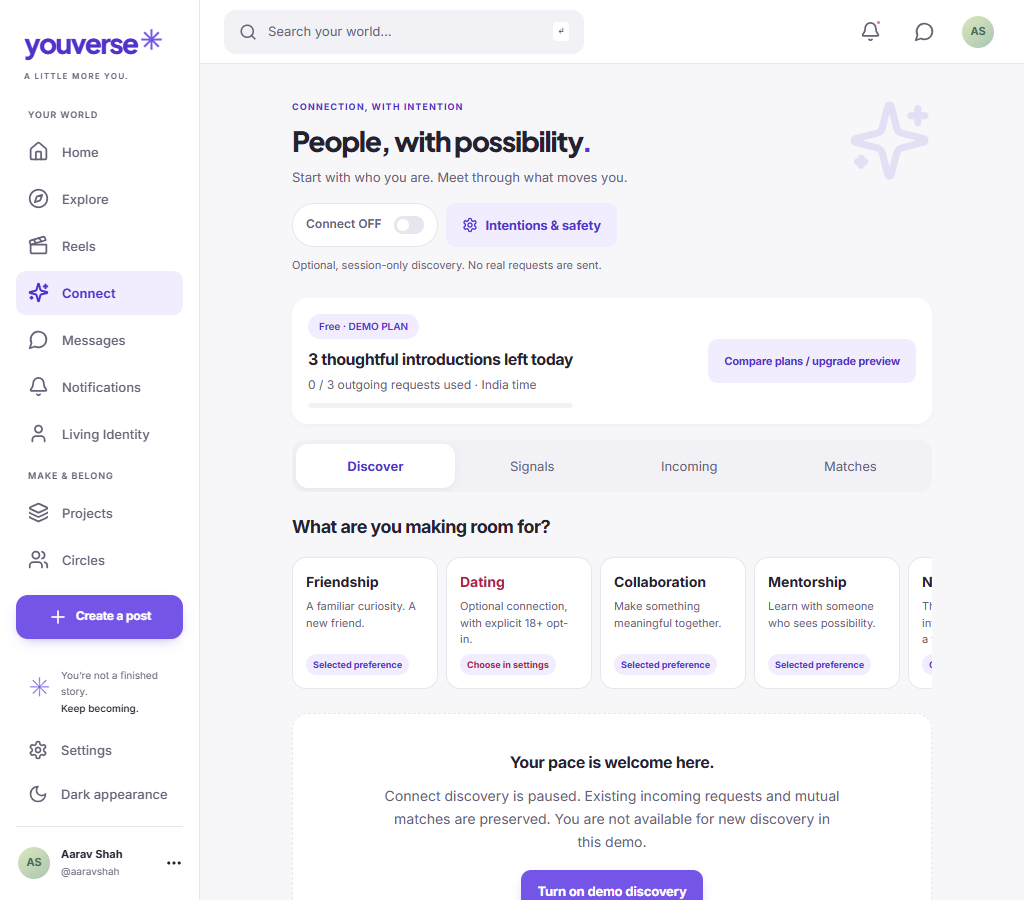 youverse
A LITTLE MORE YOU.
YOUR WORLD
Home
Explore
Reels
Connect
Messages
Notifications
Living Identity
MAKE & BELONG
Projects
Circles
Create a post
You're not a finished
story.
Keep becoming.
Settings
Dark appearance
AS
Aarav Shah
@aaravshah
Search your world...
AS
CONNECTION, WITH INTENTION
People, with possibility.
Start with who you are. Meet through what moves you.
Connect OFF
Intentions & safety
Optional, session-only discovery. No real requests are sent.
Free · DEMO PLAN
3 thoughtful introductions left today
0 / 3 outgoing requests used · India time
Compare plans / upgrade preview
Discover
Signals
Incoming
Matches
What are you making room for?
Friendship
A familiar curiosity. A
new friend.
Selected preference
Dating
Optional connection,
with explicit 18+ opt-
in.
Choose in settings
Collaboration
Make something
meaningful together.
Selected preference
Mentorship
Learn with someone
who sees possibility.
Selected preference
Your pace is welcome here.
Connect discovery is paused. Existing incoming requests and mutual
matches are preserved. You are not available for new discovery in
this demo.
Turn on demo discovery